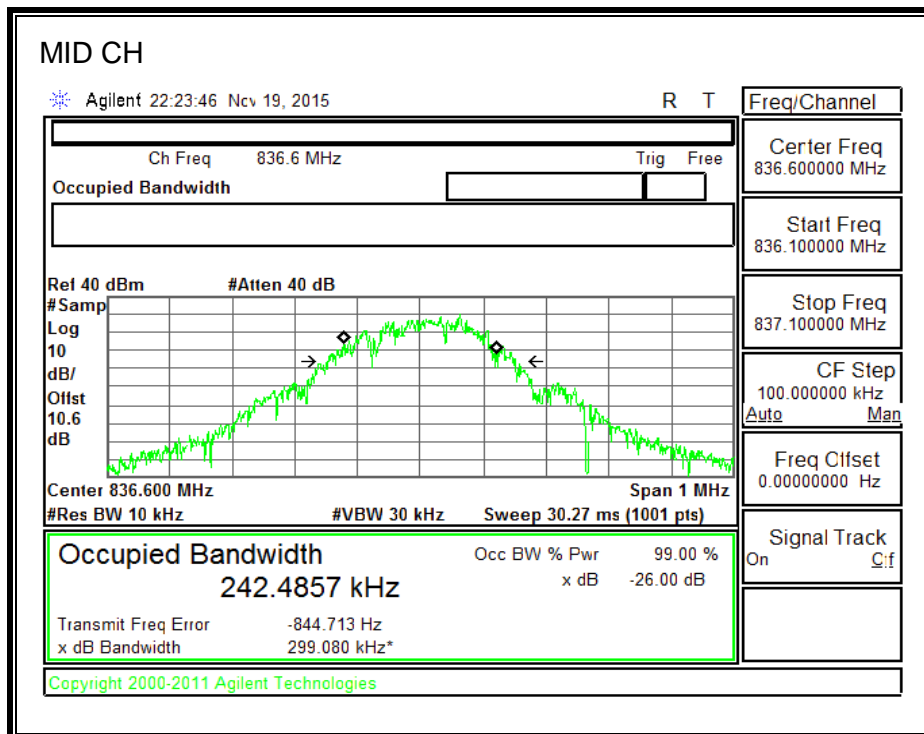 MID CH
Agilent 22:23:46 Nov 19, 2015 R T
Freq/Channel
Ch Freq 836.6 MHz Trig Free
Occupied Bandwidth
Center Freq
836.600000 MHz
Start Freq
836.100000 MHz
Stop Freq
837.100000 MHz
CF Step
100.000000 kHz
Auto Man
Freq Offset
0.00000000 Hz
Signal Track
On Off
Ref 40 dBm #Atten 40 dB
#Samp
Log
10
dB/
Offst
10.6
dB
Center 836.600 MHz Span 1 MHz
#Res BW 10 kHz #VBW 30 kHz Sweep 30.27 ms (1001 pts)
Occupied Bandwidth Occ BW % Pwr 99.00 %
242.4857 kHz x dB -26.00 dB
Transmit Freq Error -844.713 Hz
x dB Bandwidth 299.080 kHz*
Copyright 2000-2011 Agilent Technologies